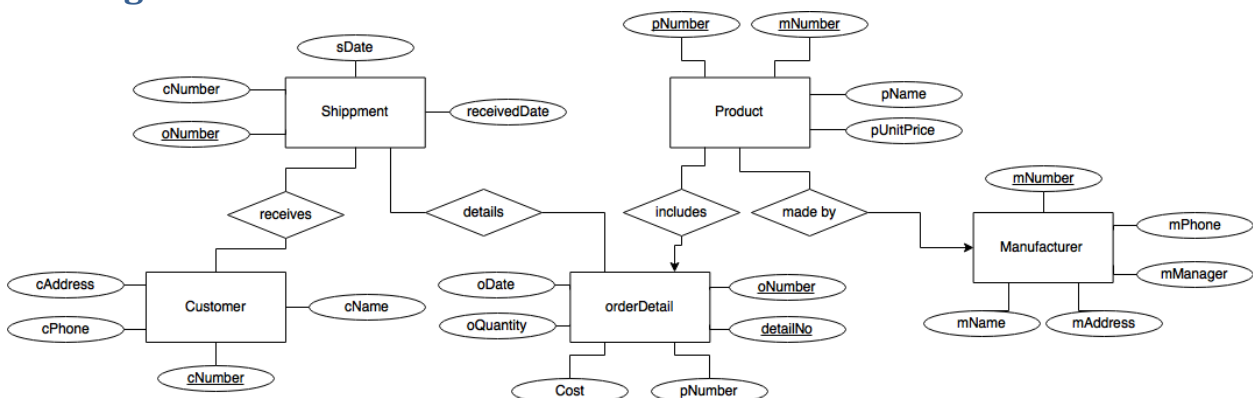 pNumber
mNumber
sDate
cNumber
Shippment
receivedDate
oNumber
Product
pName
pUnitPrice
mNumber
receives
details
includes
made by
mPhone
Manufacturer
mManager
cAddress
Customer
cName
cPhone
cNumber
oDate
orderDetail
oNumber
oQuantity
detailNo
Cost
pNumber
mName
mAddress